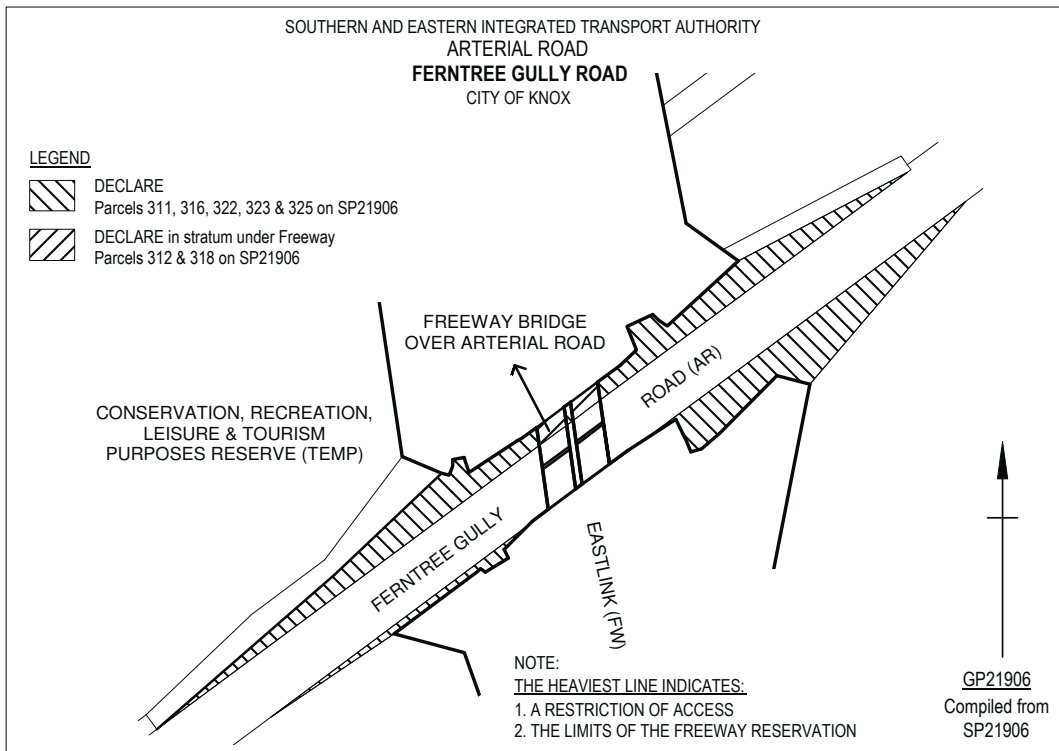 SOUTHERN AND EASTERN INTEGRATED TRANSPORT AUTHORITY
ARTERIAL ROAD
FERNTREE GULLY ROAD
CITY OF KNOX
LEGEND
DECLARE
Parcels 311, 316, 322, 323 & 325 on SP21906
DECLARE in stratum under Freeway
Parcels 312 & 318 on SP21906
FREEWAY BRIDGE
OVER ARTERIAL ROAD
CONSERVATION, RECREATION,
LEISURE & TOURISM
PURPOSES RESERVE (TEMP)
FERNTREE GULLY
ROAD (AR)
EASTLINK (FW)
NOTE:
THE HEAVIEST LINE INDICATES:
1. A RESTRICTION OF ACCESS
2. THE LIMITS OF THE FREEWAY RESERVATION
GP21906
Compiled from
SP21906